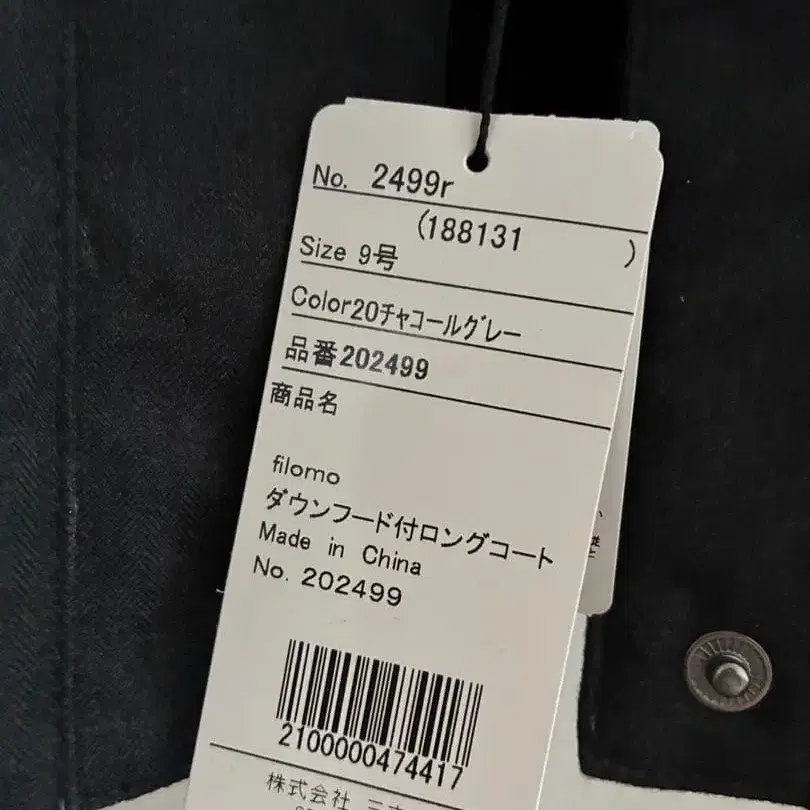 No. 2499r
(188131 )
Size 9号
Color20ﾁｬｺｰﾙｸﾞﾚｰ
品番202499
商品名
filomo
ダウンフード付ロングコート
Made in China
No. 202499
2100000474417
株式会社